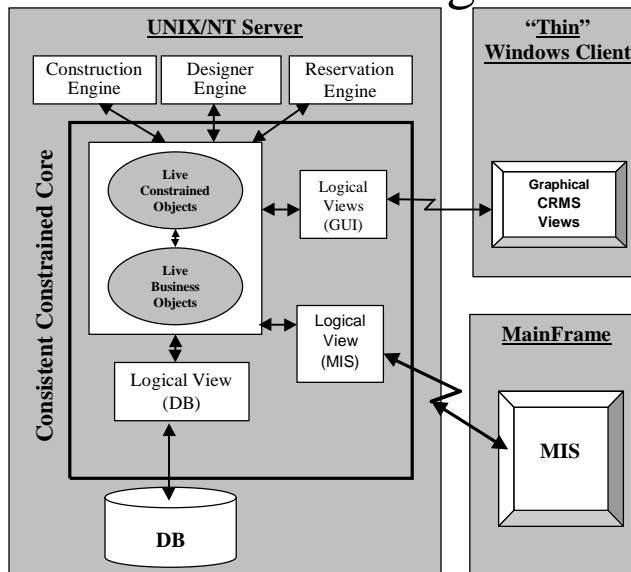 UNIX/NT Server
Construction
Engine
Designer
Engine
Reservation
Engine
Consistent Constrained Core
Live
Constrained
Objects
Live
Business
Objects
Logical
Views
(GUI)
Logical
View
(MIS)
Logical View
(DB)
DB
“Thin”
Windows Client
Graphical
CRMS
Views
MainFrame
MIS